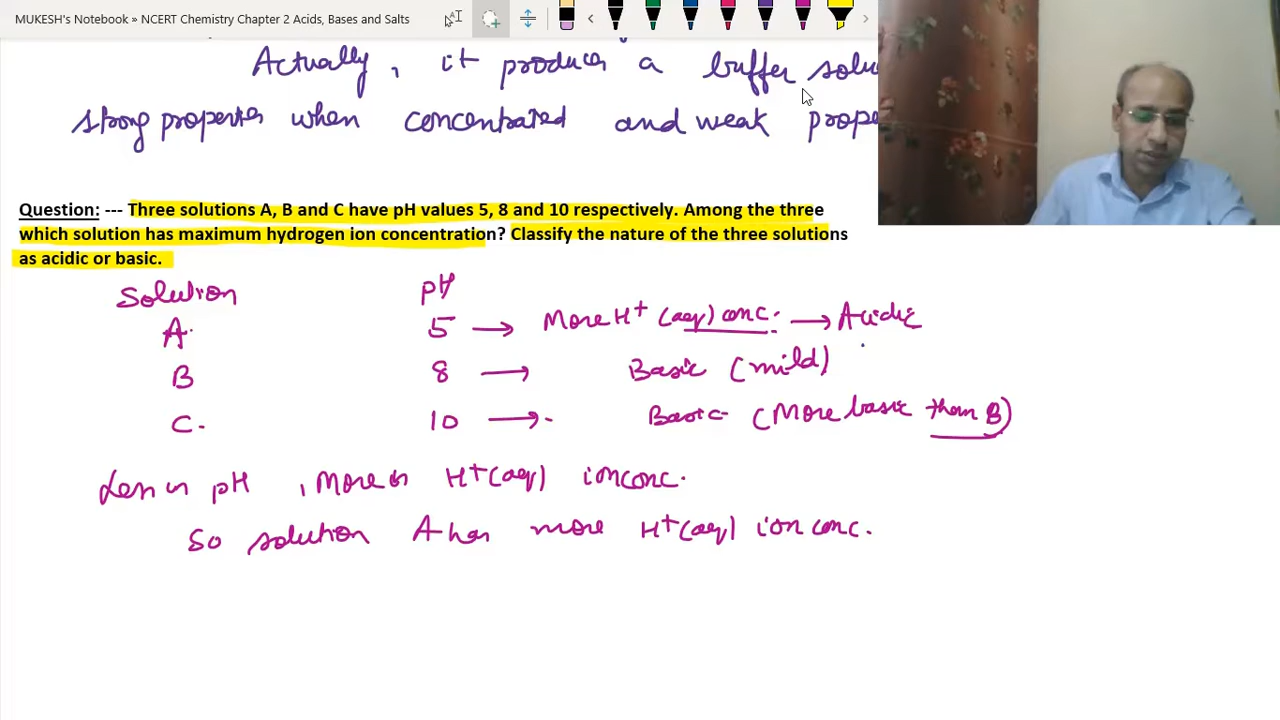 MUKESH's Notebook » NCERT Chemistry Chapter 2 Acids, Bases and Salts
Actually, it produces a buffer solu
strong properties when concentrated and weak prope
Question: --- Three solutions A, B and C have pH values 5, 8 and 10 respectively. Among the three
which solution has maximum hydrogen ion concentration? Classify the nature of the three solutions
as acidic or basic.
Solution pH
A. 5 → More H+ (aq) conc. → Acidic
B 8 → Basic (mild)
C. 10 → Basic (More basic than B)
Less is pH , More is H+(aq) ion conc.
So solution A has more H+(aq) ion conc.